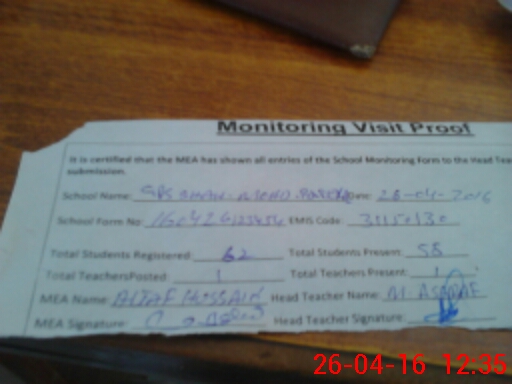 Monitoring Visit Proof
It is certified that the MEA has shown all entries of the School Monitoring Form to the Head Tea
submission.
School Name: GPS Date: 26-04-2016
School Form No: EMIS Code:
Total Students Registered: 62 Total Students Present: 58
Total TeachersPosted: 1 Total Teachers Present: 1
MEA Name: ALTAF HUSSAIN Head Teacher Name: M. ASHRAF
MEA Signature: Head Teacher Signature:
26-04-16 12:35